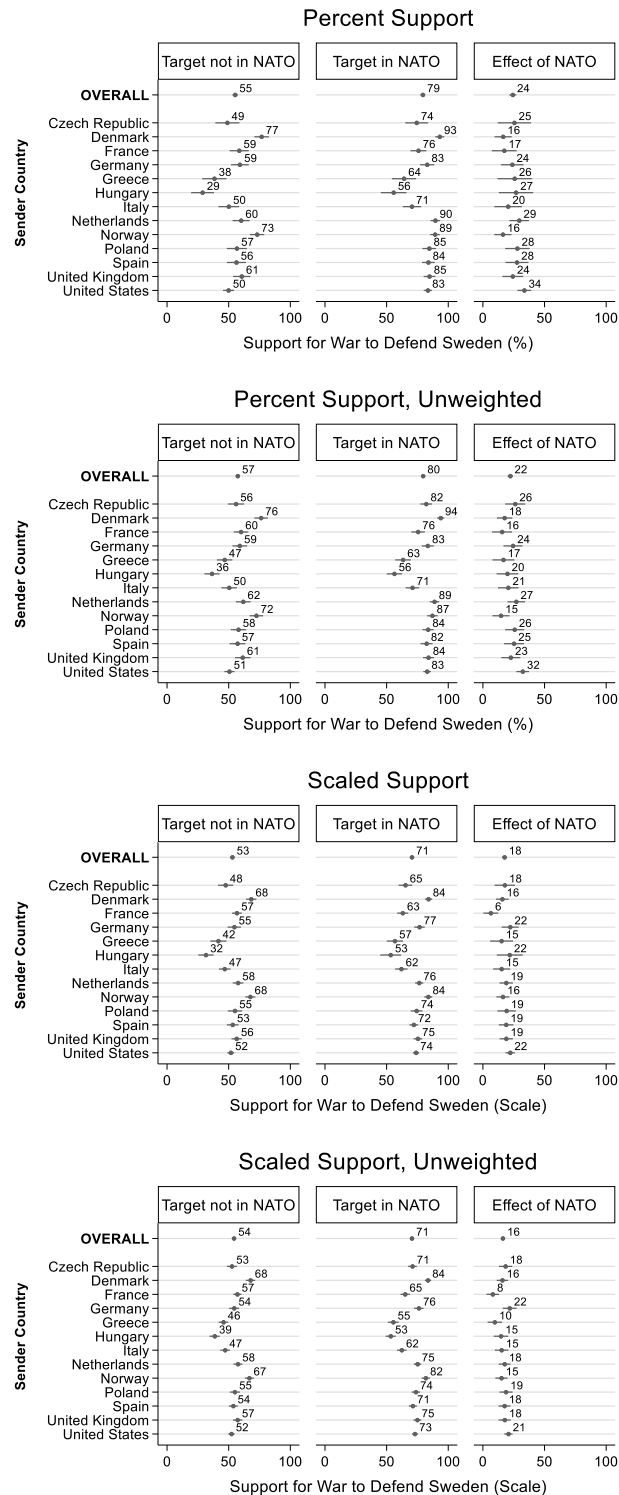 Percent Support
Target not in NATO Target in NATO Effect of NATO
OVERALL 55 79 24
Czech Republic 49 74 25
Denmark 77 93 16
France 59 76 17
Germany 59 83 24
Greece 38 64 26
Hungary 29 56 27
Italy 50 71 20
Netherlands 60 90 29
Norway 73 89 16
Poland 57 85 28
Spain 56 84 28
United Kingdom 61 85 24
United States 50 83 34
Sender Country
0 50 100 0 50 100 0 50 100
Support for War to Defend Sweden (%)
Percent Support, Unweighted
Target not in NATO Target in NATO Effect of NATO
OVERALL 57 80 22
Czech Republic 56 82 26
Denmark 76 94 18
France 60 76 16
Germany 59 83 24
Greece 47 63 17
Hungary 36 56 20
Italy 50 71 21
Netherlands 62 89 27
Norway 72 87 15
Poland 58 84 26
Spain 57 82 25
United Kingdom 61 84 23
United States 51 83 32
Sender Country
0 50 100 0 50 100 0 50 100
Support for War to Defend Sweden (%)
Scaled Support
Target not in NATO Target in NATO Effect of NATO
OVERALL 53 71 18
Czech Republic 48 65 18
Denmark 68 84 16
France 57 63 6
Germany 55 77 22
Greece 42 57 15
Hungary 32 53 22
Italy 47 62 15
Netherlands 58 76 19
Norway 68 84 16
Poland 55 74 19
Spain 53 72 19
United Kingdom 56 75 19
United States 52 74 22
Sender Country
0 50 100 0 50 100 0 50 100
Support for War to Defend Sweden (Scale)
Scaled Support, Unweighted
Target not in NATO Target in NATO Effect of NATO
OVERALL 54 71 16
Czech Republic 53 71 18
Denmark 68 84 16
France 57 65 8
Germany 54 76 22
Greece 46 55 10
Hungary 39 53 15
Italy 47 62 15
Netherlands 58 75 18
Norway 67 82 15
Poland 55 74 19
Spain 54 71 18
United Kingdom 57 75 18
United States 52 73 21
Sender Country
0 50 100 0 50 100 0 50 100
Support for War to Defend Sweden (Scale)